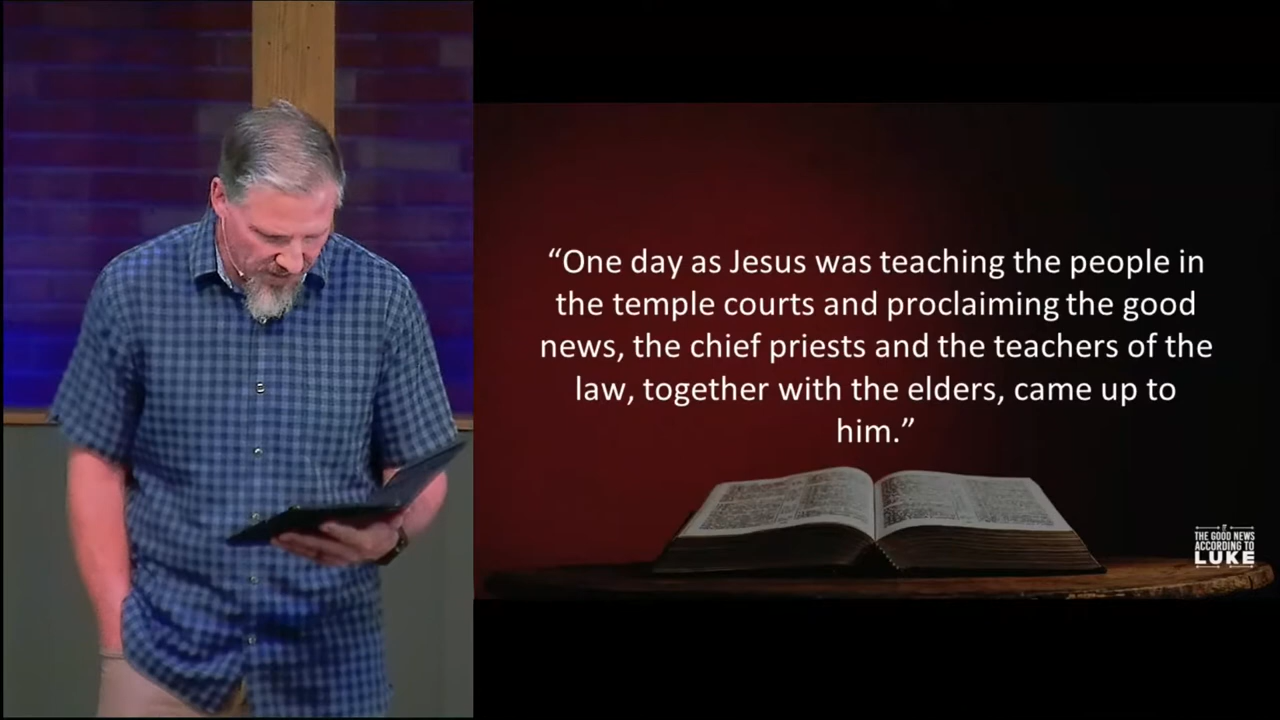 “One day as Jesus was teaching the people in
the temple courts and proclaiming the good
news, the chief priests and the teachers of the
law, together with the elders, came up to
him.”
THE GOOD NEWS
ACCORDING TO
LUKE